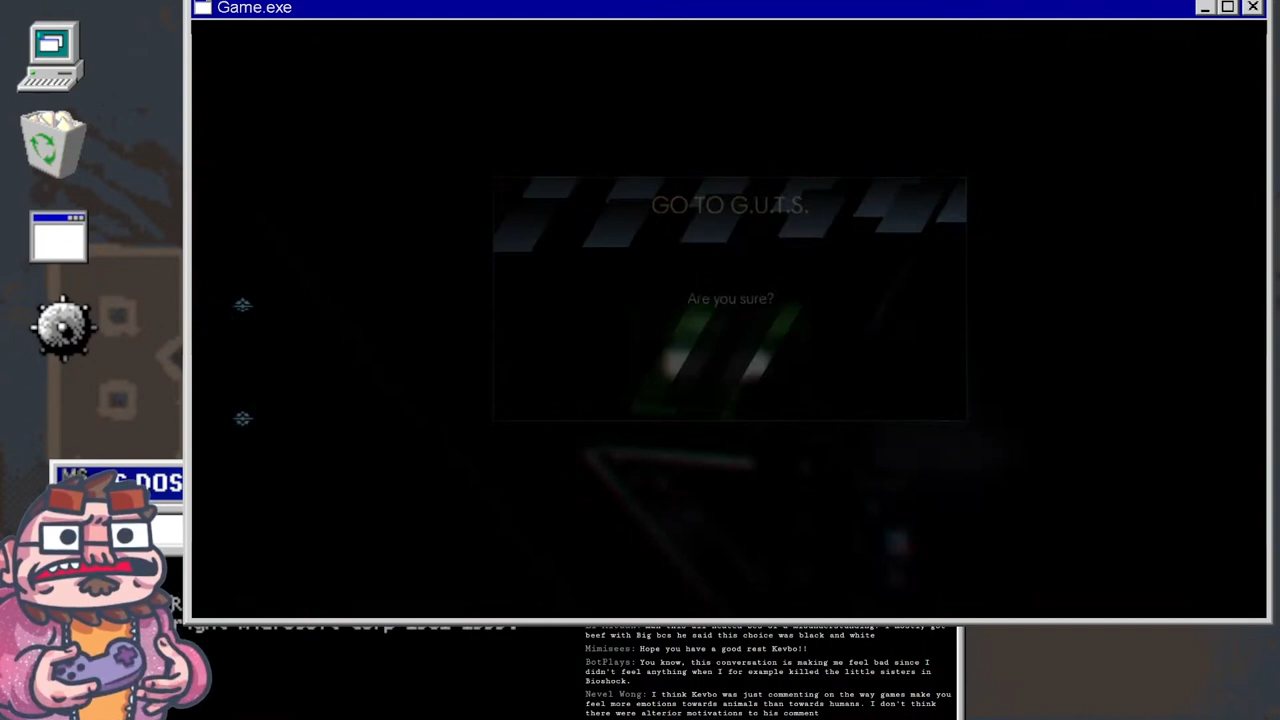 Game.exe
GO TO G.U.T.S.
Are you sure?
MS
DOS
beef with Big bcs he said this choice was black and white
Mimisees: Hope you have a good rest Kevbo!!
BotPlays: You know, this conversation is making me feel bad since I
didn't feel anything when I for example killed the little sisters in
Bioshock.
Nevel Wong: I think Kevbo was just commenting on the way games make you
feel more emotions towards animals than towards humans. I don't think
there were alterior motivations to his comment